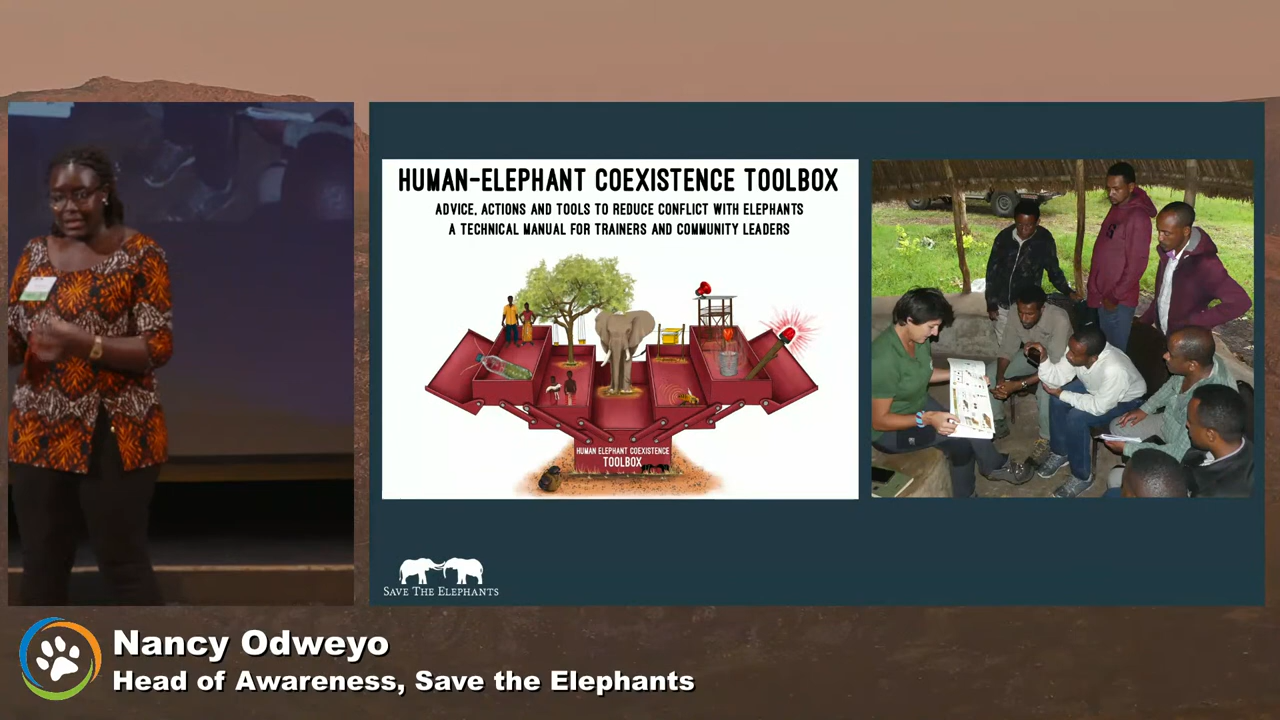 HUMAN-ELEPHANT COEXISTENCE TOOLBOX
ADVICE, ACTIONS AND TOOLS TO REDUCE CONFLICT WITH ELEPHANTS
A TECHNICAL MANUAL FOR TRAINERS AND COMMUNITY LEADERS
HUMAN ELEPHANT COEXISTENCE
TOOLBOX
SAVE THE ELEPHANTS
Nancy Odweyo
Head of Awareness, Save the Elephants